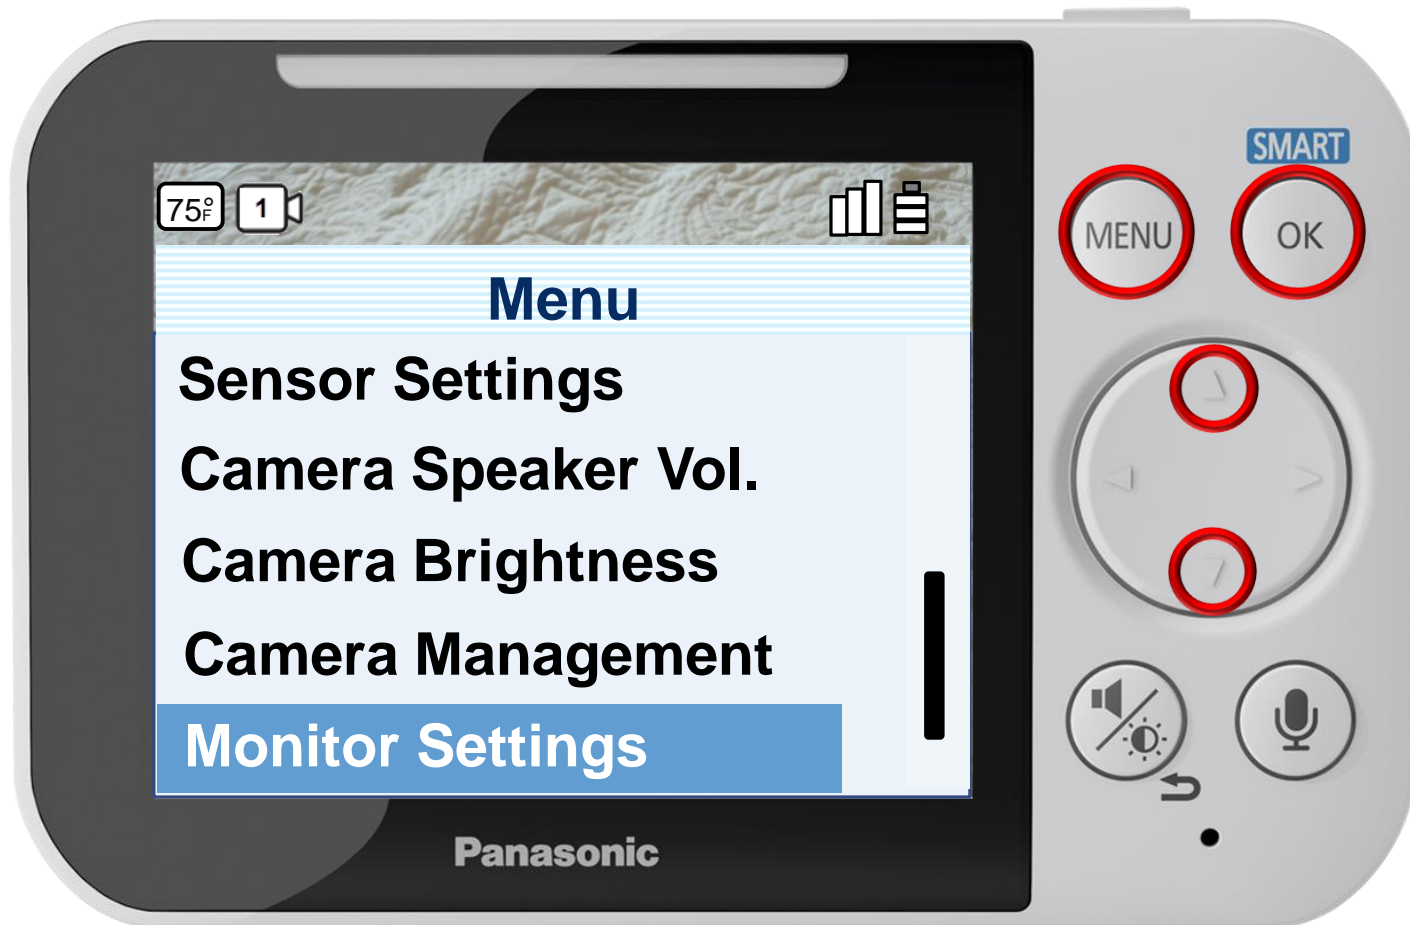 SMART
75°F 1
MENU OK
Menu
Sensor Settings
Camera Speaker Vol.
Camera Brightness
Camera Management
Monitor Settings
Panasonic